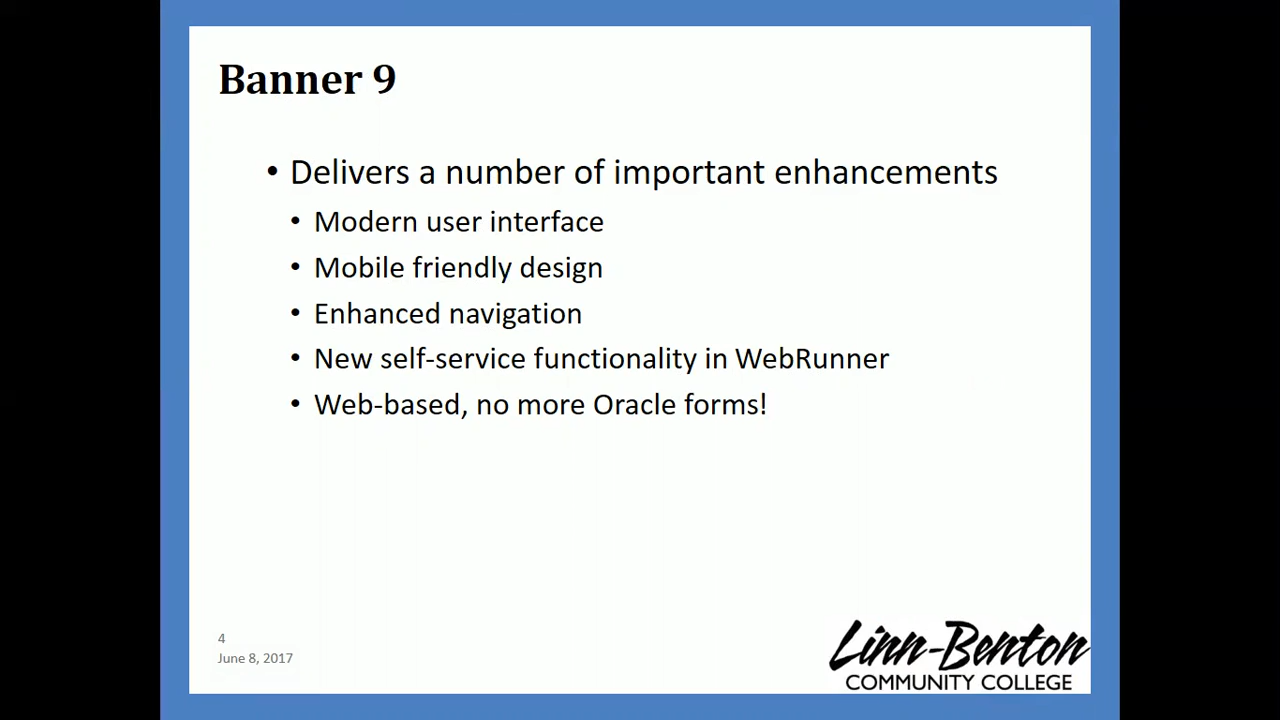 Banner 9
• Delivers a number of important enhancements
• Modern user interface
• Mobile friendly design
• Enhanced navigation
• New self-service functionality in WebRunner
• Web-based, no more Oracle forms!
4
June 8, 2017
Linn-Benton
COMMUNITY COLLEGE